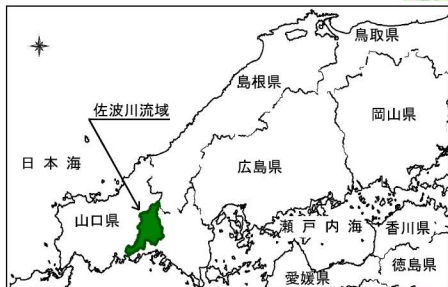 鳥取県
島根県
岡山県
佐波川流域
日本海
広島県
山口県
瀬戸内海
香川県
徳島県
愛媛県